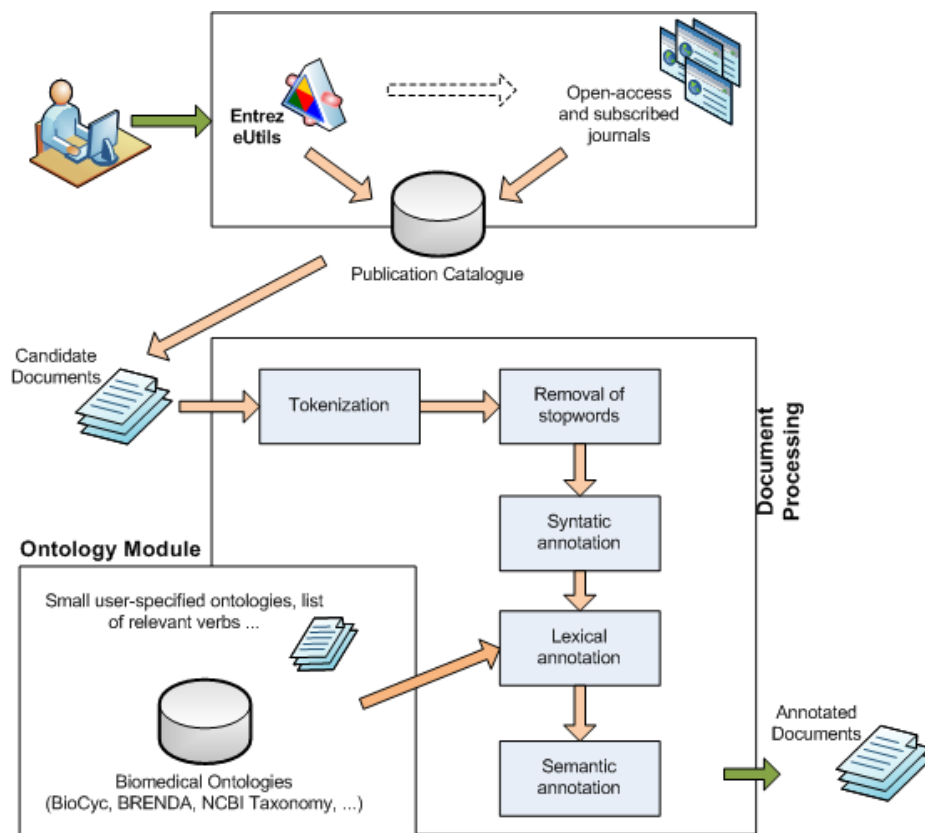 Entrez
eUtils
Open-access
and subscribed
journals
Publication Catalogue
Candidate
Documents
Tokenization
Removal of
stopwords
Document
Processing
Syntatic
annotation
Ontology Module
Small user-specified ontologies, list
of relevant verbs ...
Lexical
annotation
Biomedical Ontologies
(BioCyc, BRENDA, NCBI Taxonomy, ...)
Semantic
annotation
Annotated
Documents